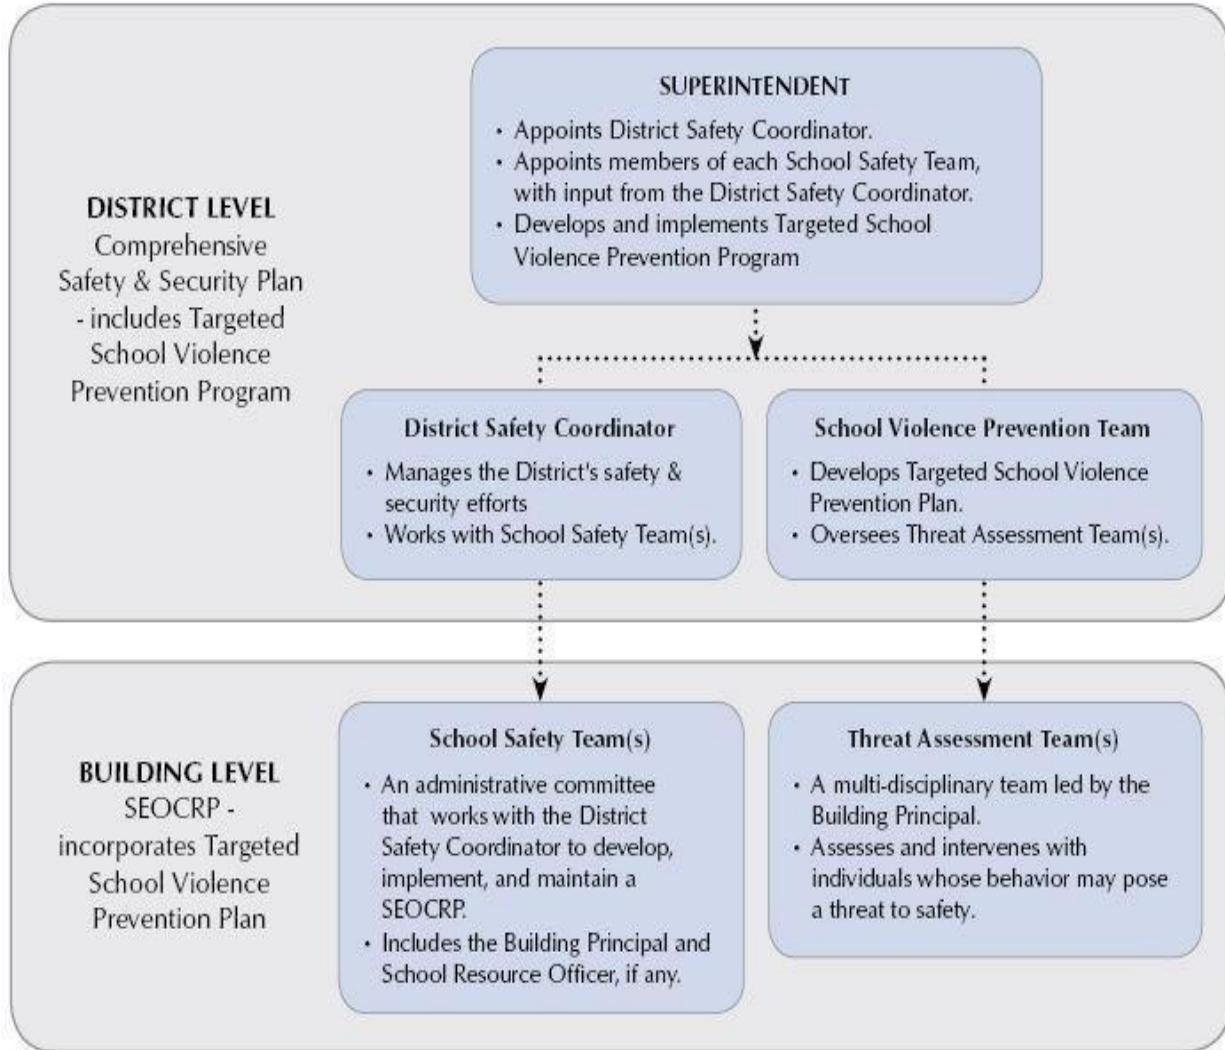 SUPERINTENDENT
• Appoints District Safety Coordinator.
• Appoints members of each School Safety Team,
with input from the District Safety Coordinator.
• Develops and implements Targeted School
Violence Prevention Program
DISTRICT LEVEL
Comprehensive
Safety & Security Plan
- includes Targeted
School Violence
Prevention Program
District Safety Coordinator
• Manages the District's safety &
security efforts
• Works with School Safety Team(s).
School Violence Prevention Team
• Develops Targeted School Violence
Prevention Plan.
• Oversees Threat Assessment Team(s).
BUILDING LEVEL
SEOCRP -
incorporates Targeted
School Violence
Prevention Plan
School Safety Team(s)
• An administrative committee
that works with the District
Safety Coordinator to develop,
implement, and maintain a
SEOCRP.
• Includes the Building Principal and
School Resource Officer, if any.
Threat Assessment Team(s)
• A multi-disciplinary team led by the
Building Principal.
• Assesses and intervenes with
individuals whose behavior may pose
a threat to safety.